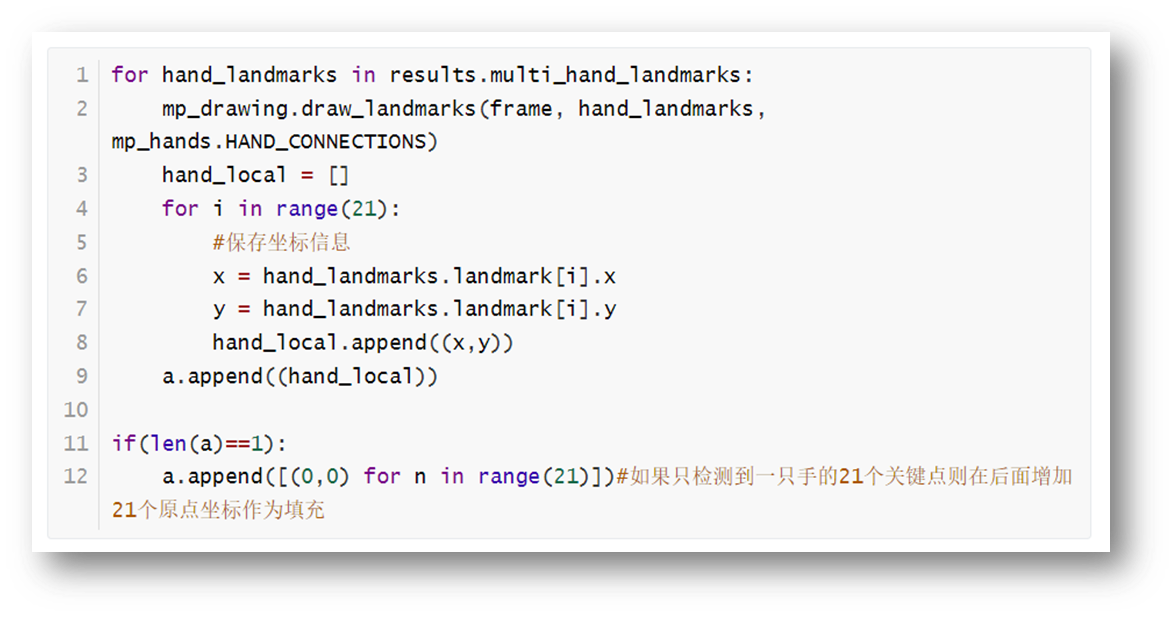 1 for hand_landmarks in results.multi_hand_landmarks:
2     mp_drawing.draw_landmarks(frame, hand_landmarks,
mp_hands.HAND_CONNECTIONS)
3     hand_local = []
4     for i in range(21):
5         #保存坐标信息
6         x = hand_landmarks.landmark[i].x
7         y = hand_landmarks.landmark[i].y
8         hand_local.append((x,y))
9     a.append((hand_local))
10
11 if(len(a)==1):
12     a.append([(0,0) for n in range(21)])#如果只检测到一只手的21个关键点则在后面增加
21个原点坐标作为填充